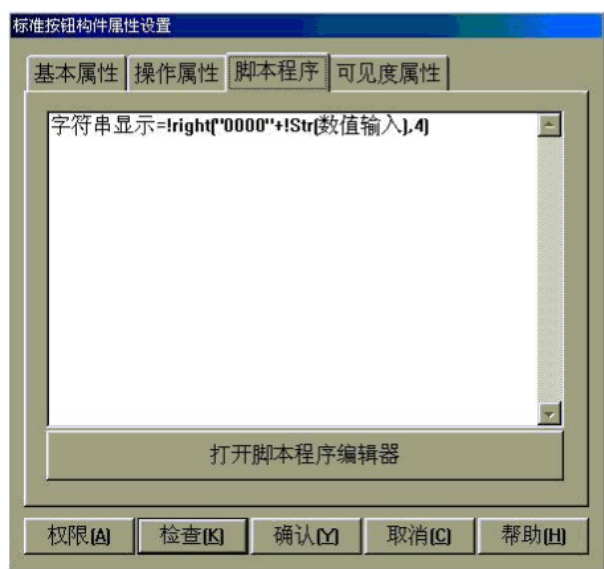 标准按钮构件属性设置
基本属性 操作属性 脚本程序 可见度属性
字符串显示=!right("0000"+!Str(数值输入),4)
打开脚本程序编辑器
权限(A) 检查(K) 确认(Y) 取消(C) 帮助(H)